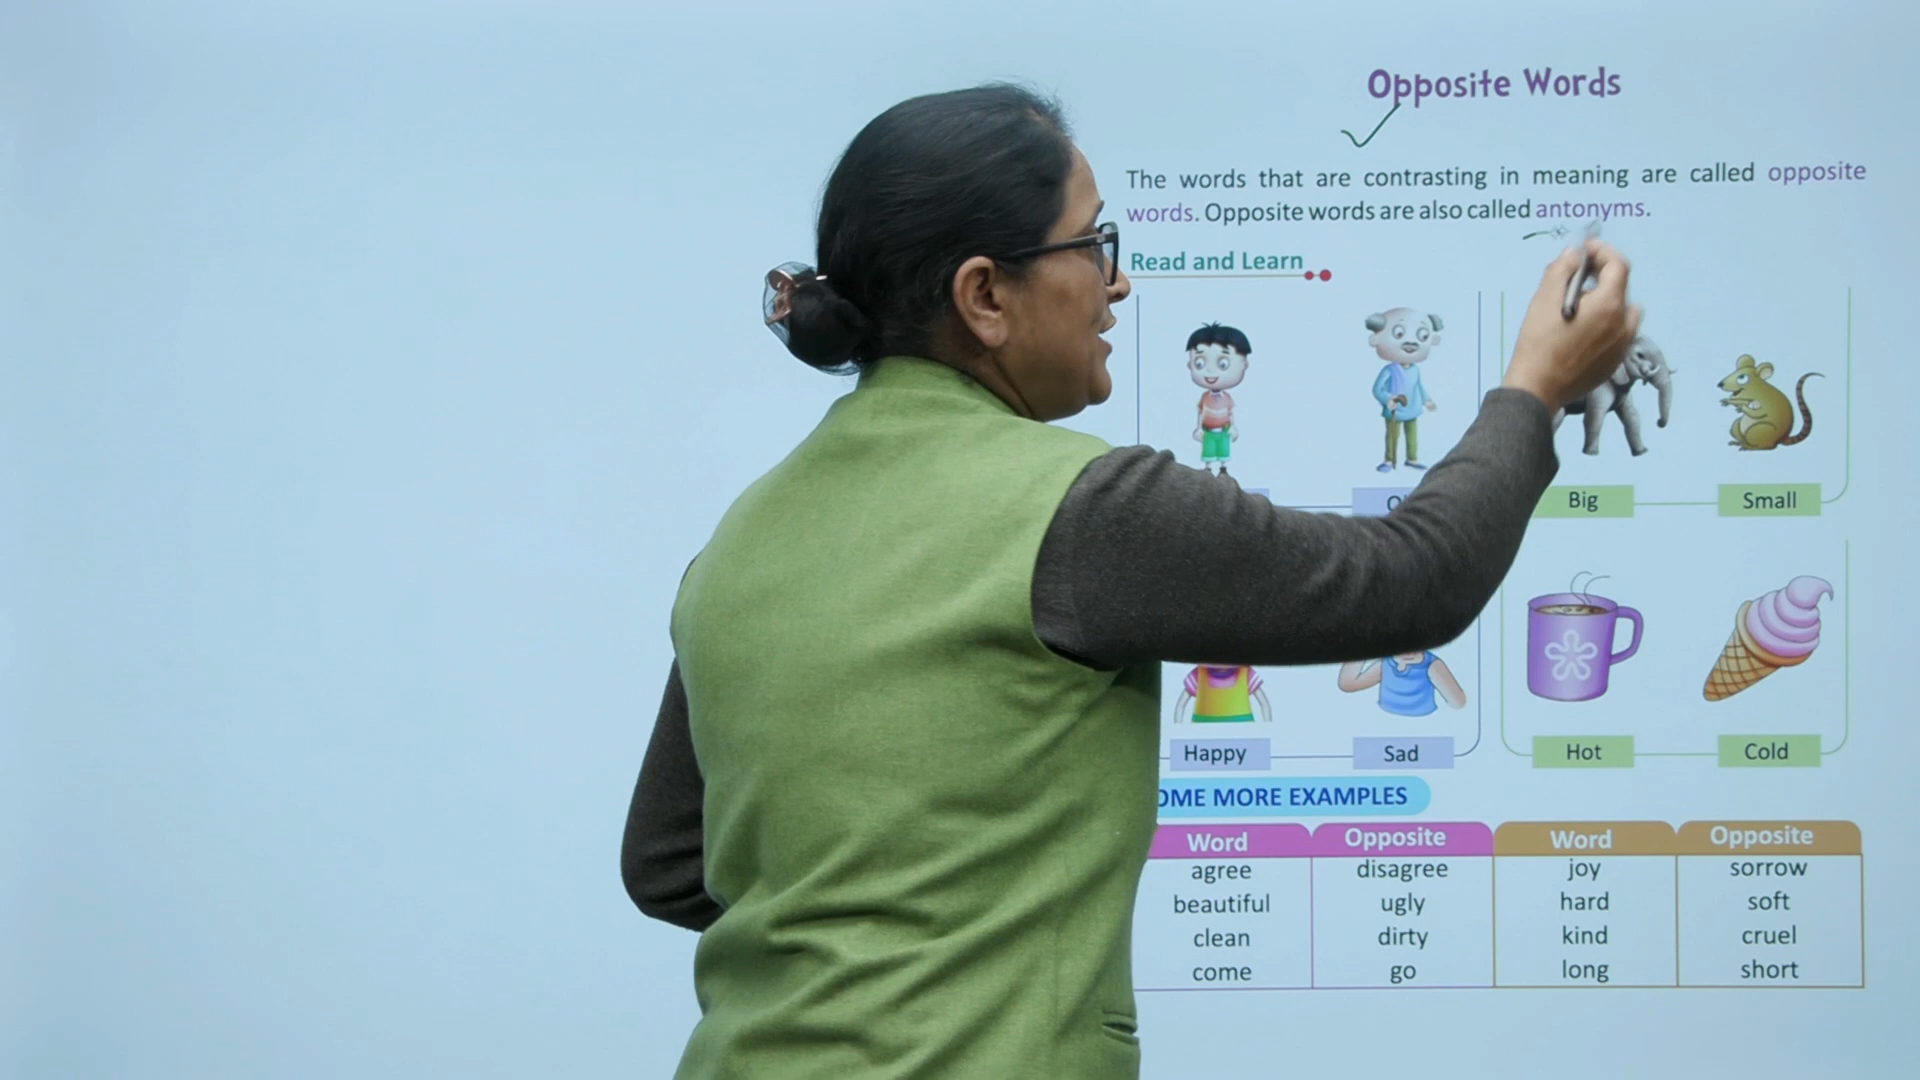 Opposite Words
The words that are contrasting in meaning are called opposite
words. Opposite words are also called antonyms.
Read and Learn
Big Small
Happy Sad Hot Cold
MORE EXAMPLES
Word Opposite Word Opposite
agree disagree joy sorrow
beautiful ugly hard soft
clean dirty kind cruel
come go long short